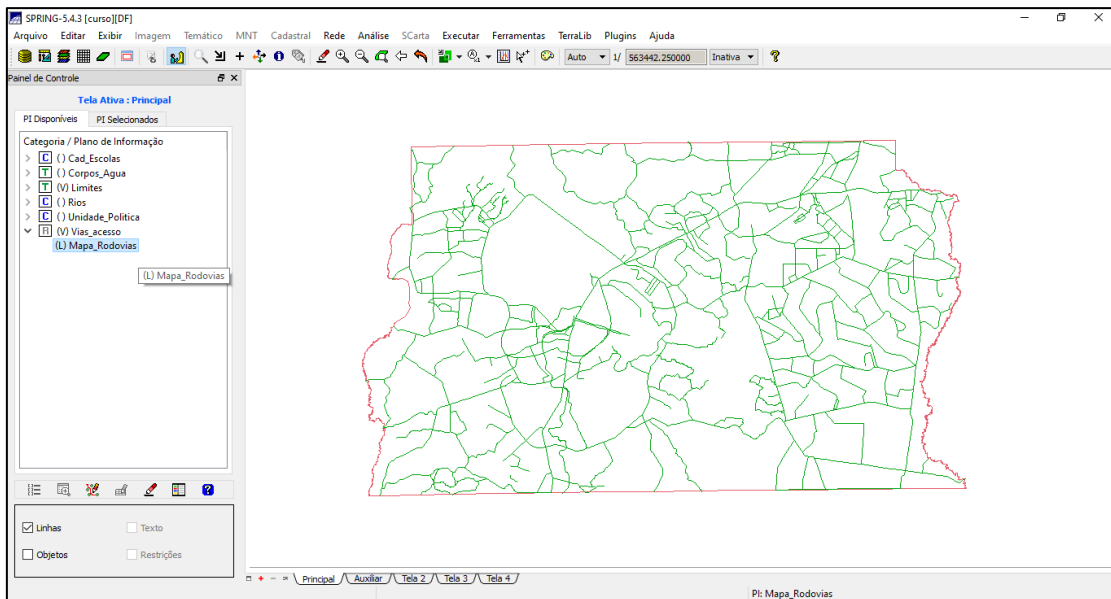 SPRING-5.4.3 [curso][DF]
Arquivo Editar Exibir Imagem Temático MNT Cadastral Rede Análise SCarta Executar Ferramentas TerraLib Plugins Ajuda
Auto 1/ 563442.250000 Inativa
Painel de Controle
Tela Ativa : Principal
PI Disponíveis PI Selecionados
Categoria / Plano de Informação
C ( ) Cad_Escolas
T ( ) Corpos_Agua
T (V) Limites
C ( ) Rios
C ( ) Unidade_Politica
R (V) Vias_acesso
(L) Mapa_Rodovias
(L) Mapa_Rodovias
Linhas Texto
Objetos Restrições
Principal Auxiliar Tela 2 Tela 3 Tela 4
PI: Mapa_Rodovias